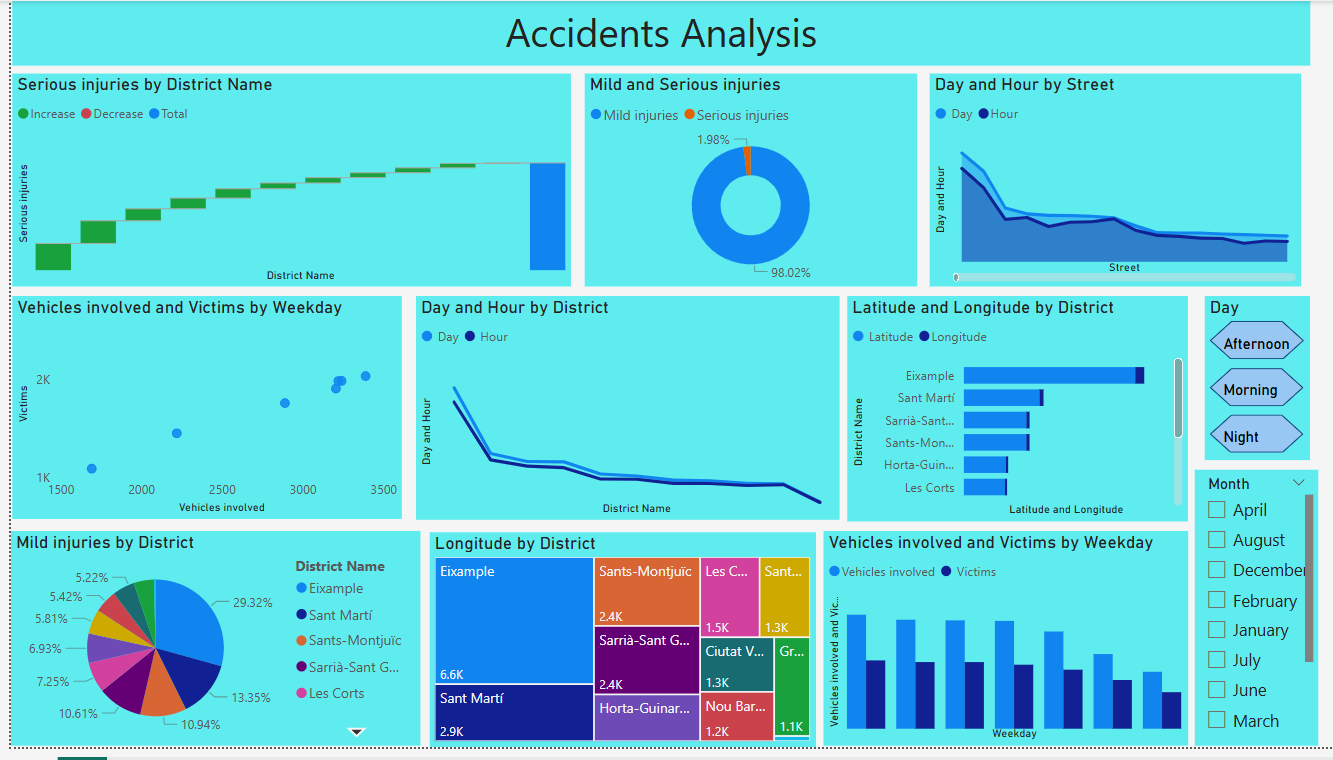 Accidents Analysis
Serious injuries by District Name
Increase Decrease Total
Serious injuries
District Name
Mild and Serious injuries
Mild injuries Serious injuries
1.98%
98.02%
Day and Hour by Street
Day Hour
Day and Hour
Street
Vehicles involved and Victims by Weekday
Victims
2K
1K
1500 2000 2500 3000 3500
Vehicles involved
Day and Hour by District
Day Hour
Day and Hour
District Name
Latitude and Longitude by District
Latitude Longitude
District Name
Eixample
Sant Martí
Sarrià-Sant...
Sants-Mon...
Horta-Guin...
Les Corts
Latitude and Longitude
Day
Afternoon
Morning
Night
Month
April
August
December
February
January
July
June
March
Mild injuries by District
5.22%
5.42%
5.81%
6.93%
7.25%
10.61%
10.94%
13.35%
29.32%
District Name
Eixample
Sant Martí
Sants-Montjuïc
Sarrià-Sant G...
Les Corts
Longitude by District
Eixample
6.6K
Sant Martí
2.9K
Sants-Montjuïc
2.4K
Sarrià-Sant G...
2.4K
Horta-Guinar...
Les C...
1.5K
Sant...
1.3K
Ciutat V...
1.3K
Nou Bar...
1.2K
Gr...
1.1K
Vehicles involved and Victims by Weekday
Vehicles involved Victims
Vehicles involved and Vic...
Weekday